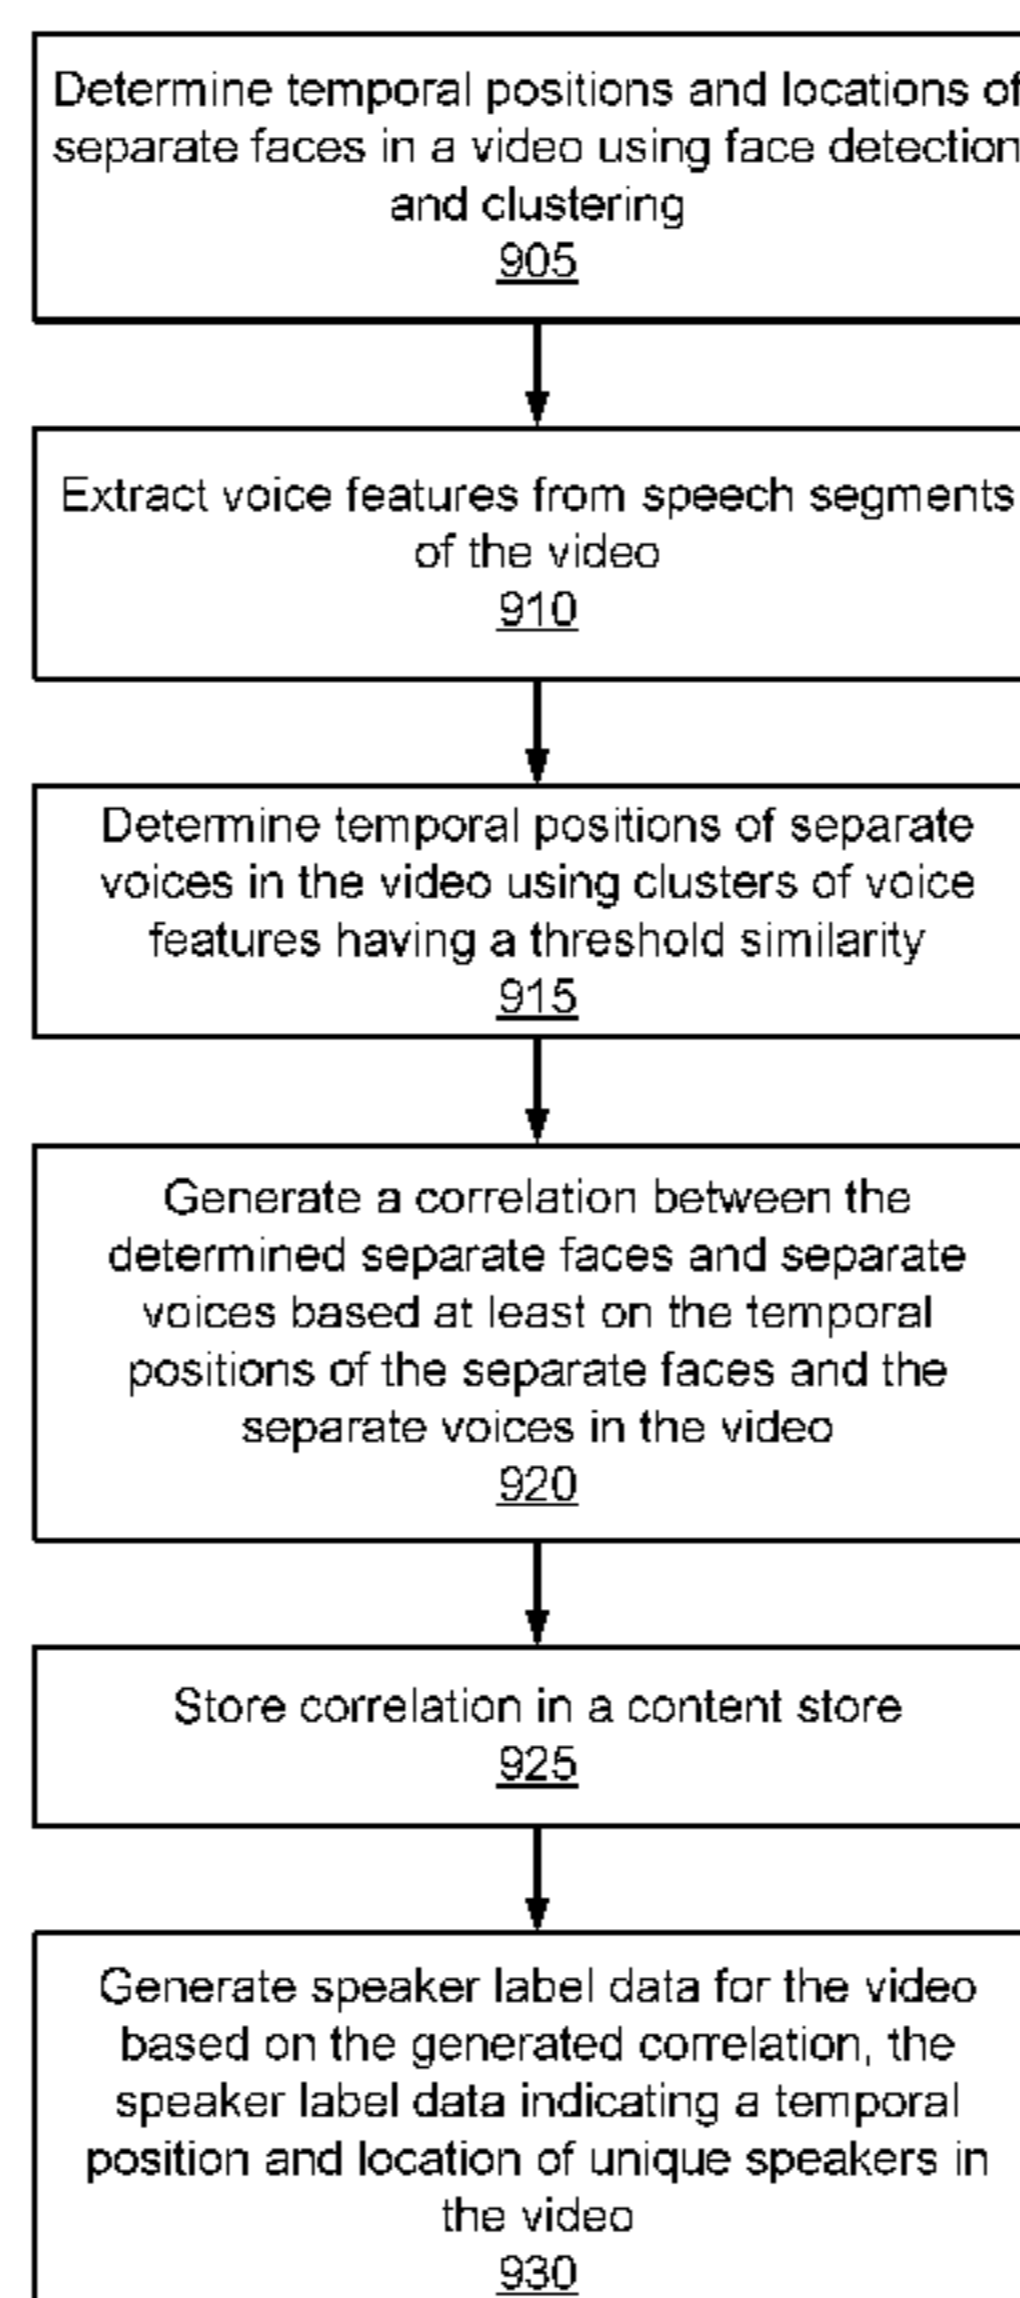 Determine temporal positions and locations of
separate faces in a video using face detection
and clustering
905
Extract voice features from speech segments
of the video
910
Determine temporal positions of separate
voices in the video using clusters of voice
features having a threshold similarity
915
Generate a correlation between the
determined separate faces and separate
voices based at least on the temporal
positions of the separate faces and the
separate voices in the video
920
Store correlation in a content store
925
Generate speaker label data for the video
based on the generated correlation, the
speaker label data indicating a temporal
position and location of unique speakers in
the video
930